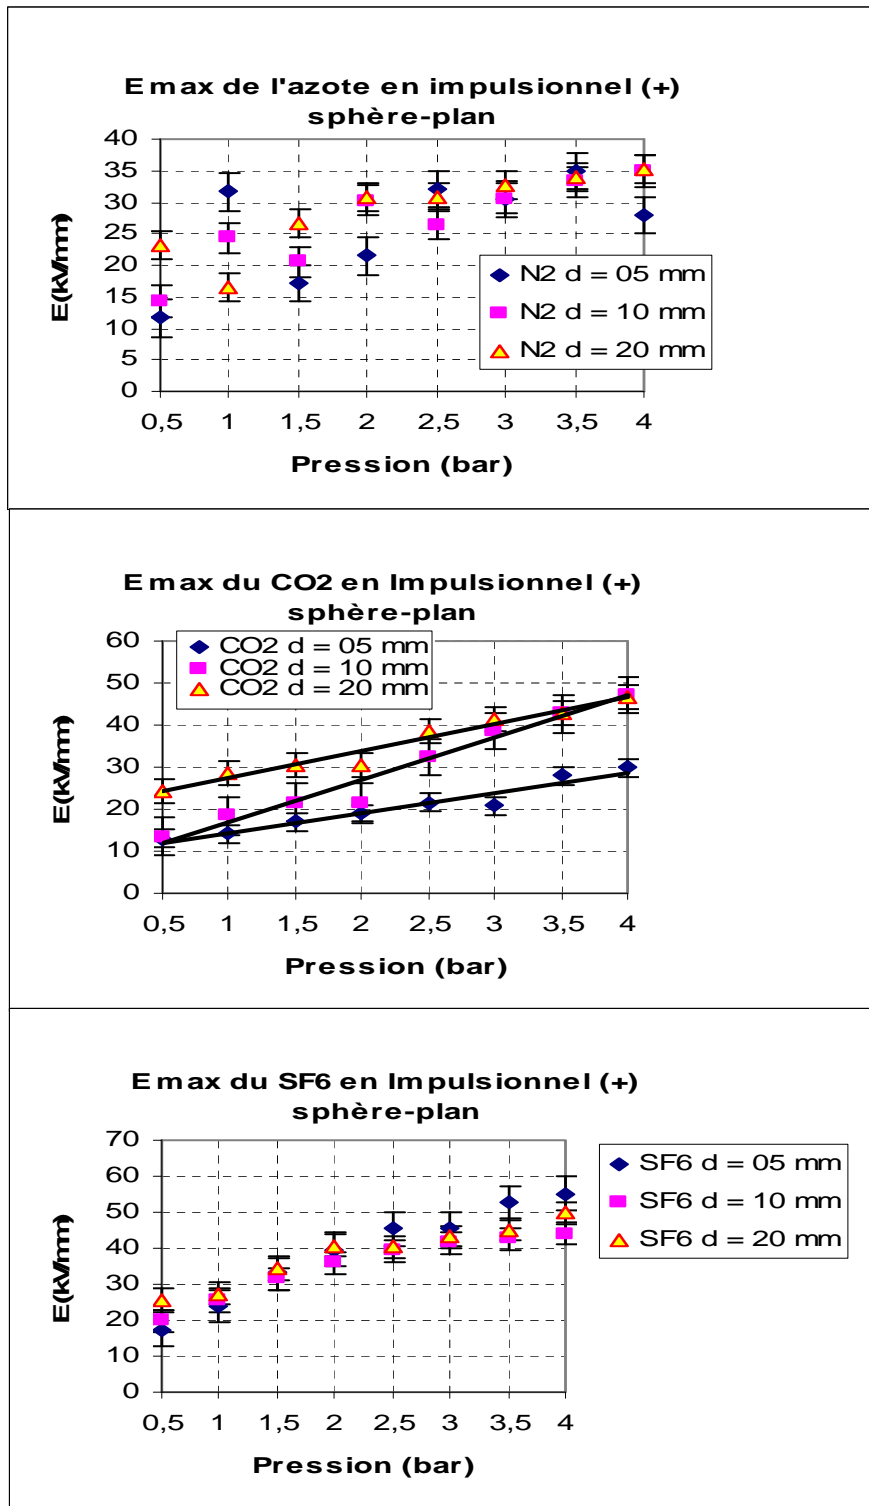 Emax de l'azote en impulsionnel (+)
sphère-plan
40
35
30
25
20
15
10
5
0
E(kV/mm)
N2 d = 05 mm
N2 d = 10 mm
N2 d = 20 mm
0,5 1 1,5 2 2,5 3 3,5 4
Pression (bar)
Emax du CO2 en Impulsionnel (+)
sphère-plan
60
50
40
30
20
10
0
E(kV/mm)
CO2 d = 05 mm
CO2 d = 10 mm
CO2 d = 20 mm
0,5 1 1,5 2 2,5 3 3,5 4
Pression (bar)
Emax du SF6 en Impulsionnel (+)
sphère-plan
70
60
50
40
30
20
10
0
E(kV/mm)
SF6 d = 05 mm
SF6 d = 10 mm
SF6 d = 20 mm
0,5 1 1,5 2 2,5 3 3,5 4
Pression (bar)